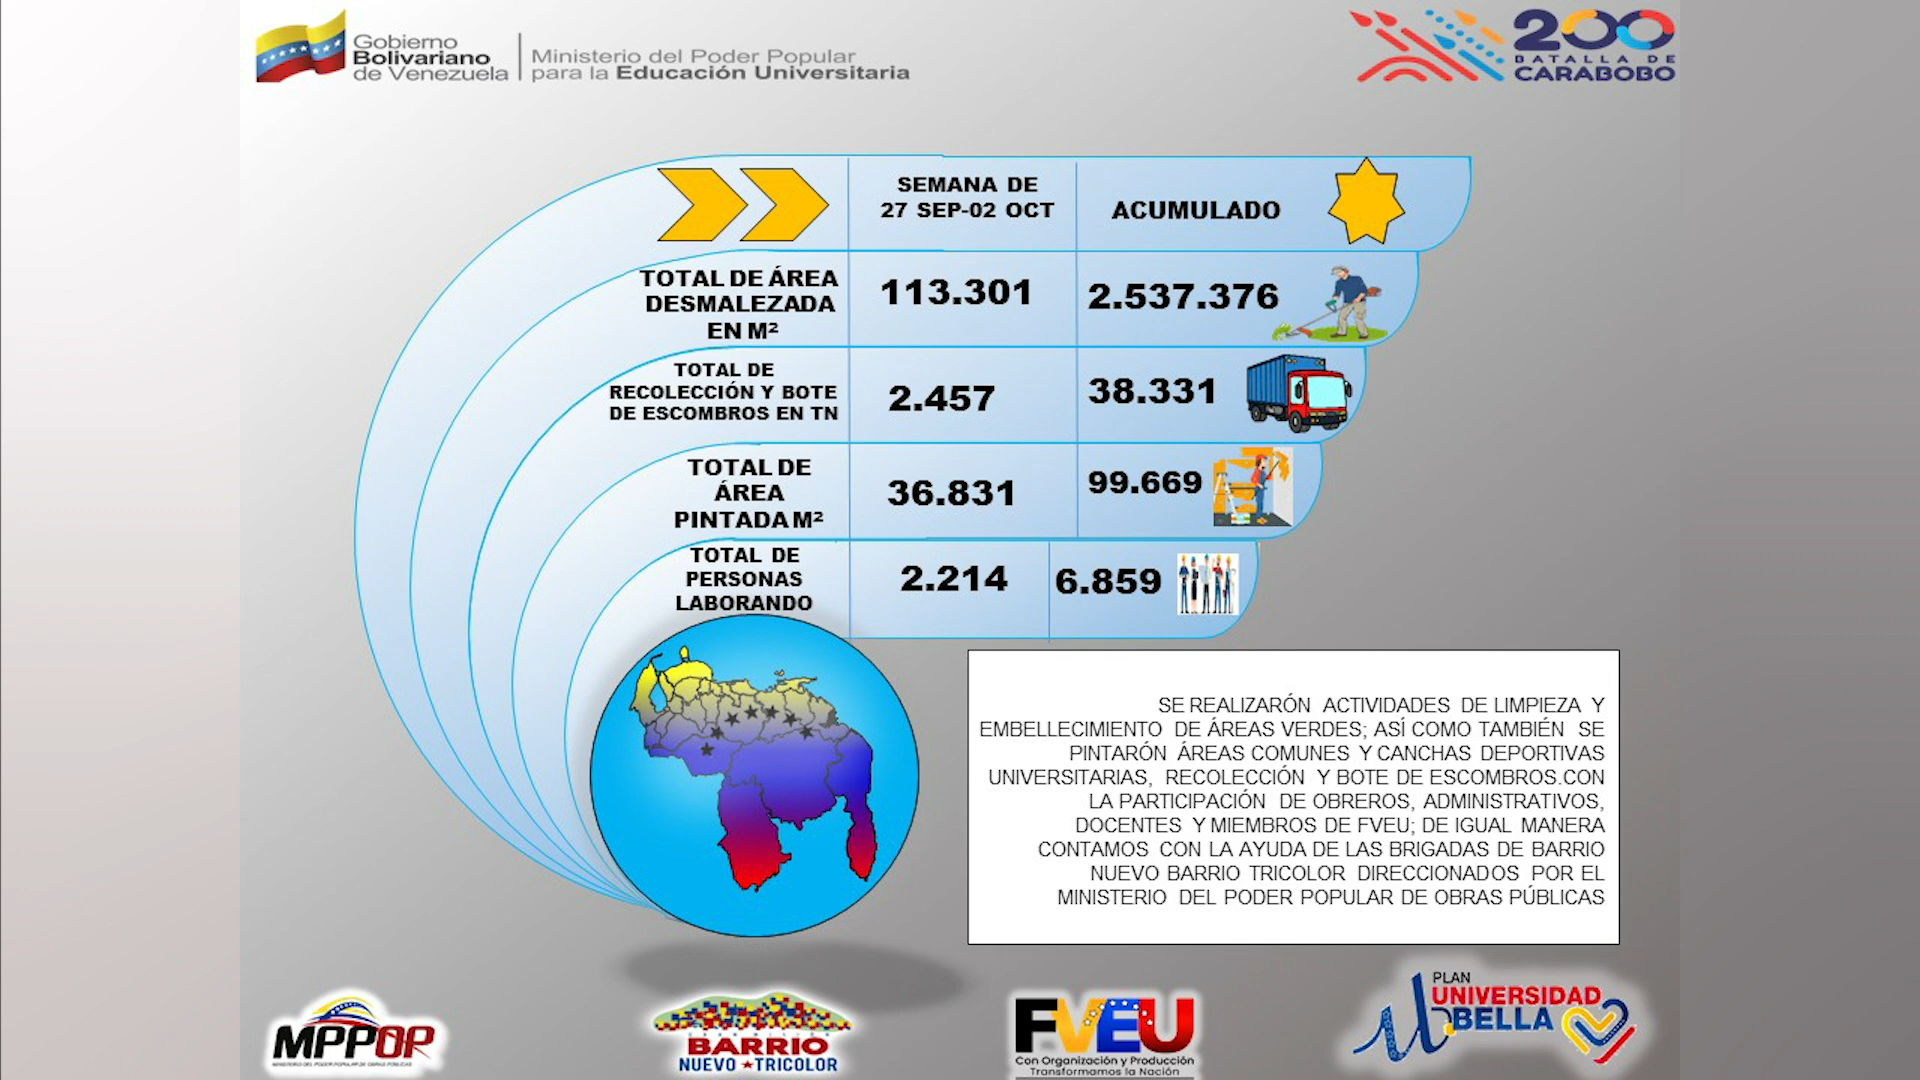 Gobierno
Bolivariano
de Venezuela
Ministerio del Poder Popular
para la Educación Universitaria
200
BATALLA DE
CARABOBO
SEMANA DE
27 SEP-02 OCT
ACUMULADO
TOTAL DE ÁREA
DESMALEZADA
EN M²
113.301
2.537.376
TOTAL DE
RECOLECCIÓN Y BOTE
DE ESCOMBROS EN TN
2.457
38.331
TOTAL DE
ÁREA
PINTADA M²
36.831
99.669
TOTAL DE
PERSONAS
LABORANDO
2.214
6.859
SE REALIZARÓN ACTIVIDADES DE LIMPIEZA Y
EMBELLECIMIENTO DE ÁREAS VERDES; ASÍ COMO TAMBIÉN SE
PINTARÓN ÁREAS COMUNES Y CANCHAS DEPORTIVAS
UNIVERSITARIAS, RECOLECCIÓN Y BOTE DE ESCOMBROS.CON
LA PARTICIPACIÓN DE OBREROS, ADMINISTRATIVOS,
DOCENTES Y MIEMBROS DE FVEU; DE IGUAL MANERA
CONTAMOS CON LA AYUDA DE LAS BRIGADAS DE BARRIO
NUEVO BARRIO TRICOLOR DIRECCIONADOS POR EL
MINISTERIO DEL PODER POPULAR DE OBRAS PÚBLICAS
MPPOP
MINISTERIO DEL PODER POPULAR DE OBRAS PÚBLICAS
BARRIO
NUEVO TRICOLOR
FVEU
Con Organización y Producción
Transformamos la Nación
PLAN
UNIVERSIDAD
BELLA